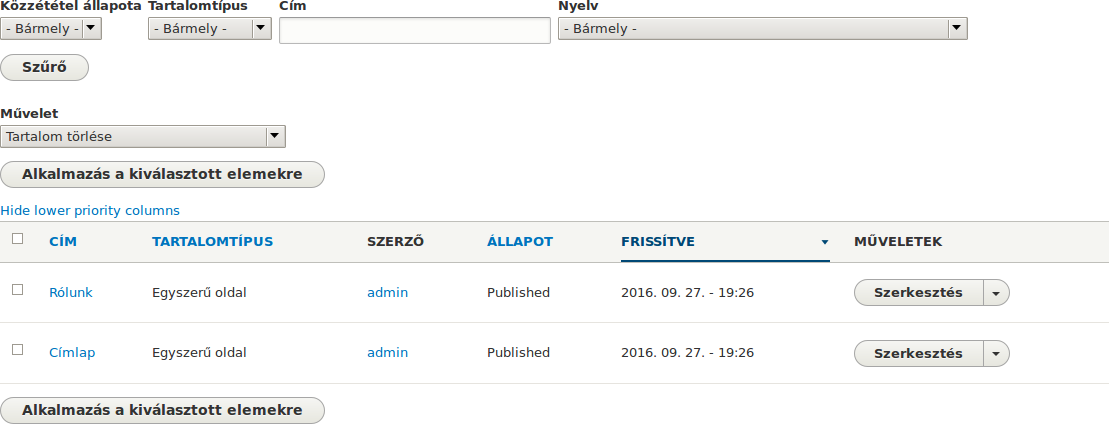 Közzététel állapota Tartalomtípus Cím Nyelv
- Bármely - - Bármely - - Bármely -
Szűrő
Művelet
Tartalom törlése
Alkalmazás a kiválasztott elemekre
Hide lower priority columns
CÍM TARTALOMTÍPUS SZERZŐ ÁLLAPOT FRISSÍTVE MŰVELETEK
Rólunk Egyszerű oldal admin Published 2016. 09. 27. - 19:26 Szerkesztés
Címlap Egyszerű oldal admin Published 2016. 09. 27. - 19:26 Szerkesztés
Alkalmazás a kiválasztott elemekre